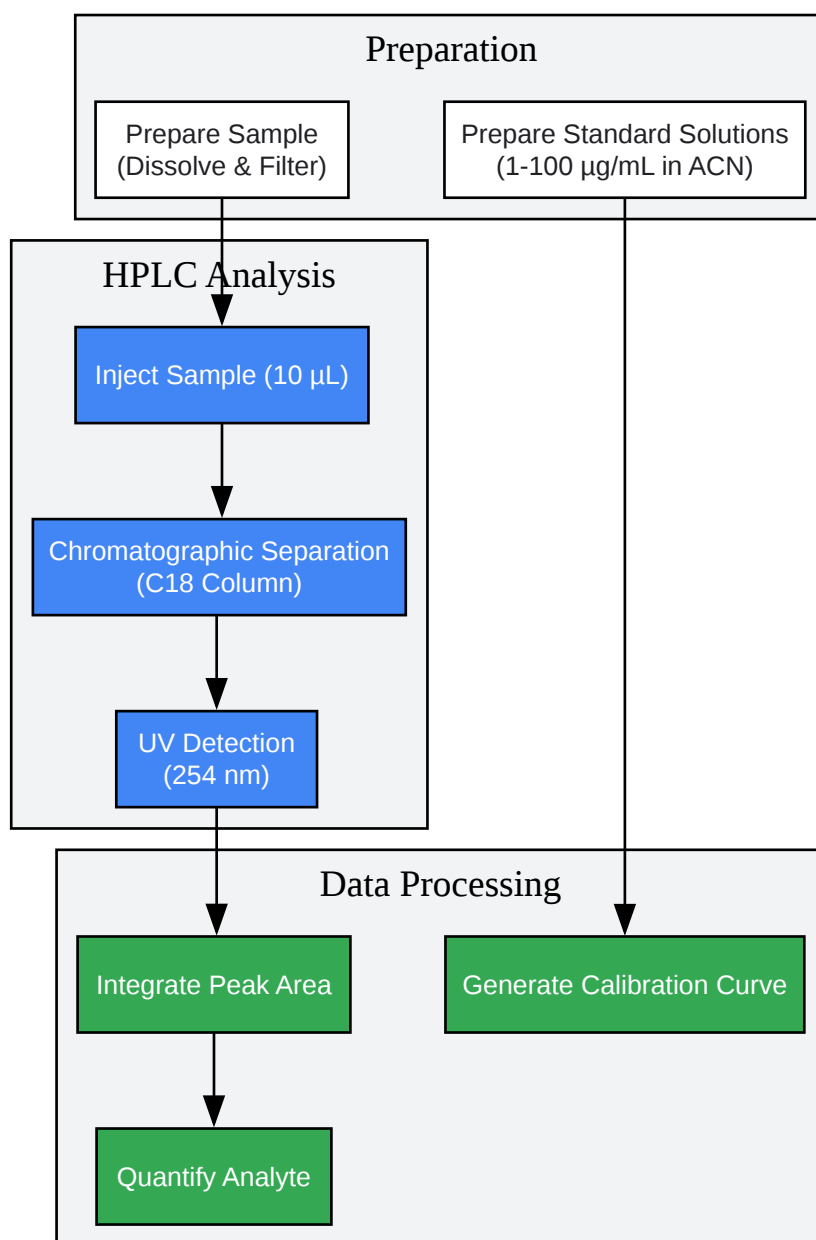 Preparation
Prepare Sample
(Dissolve & Filter)
Prepare Standard Solutions
(1-100 µg/mL in ACN)
HPLC Analysis
Inject Sample (10 µL)
Chromatographic Separation
(C18 Column)
UV Detection
(254 nm)
Data Processing
Integrate Peak Area
Generate Calibration Curve
Quantify Analyte